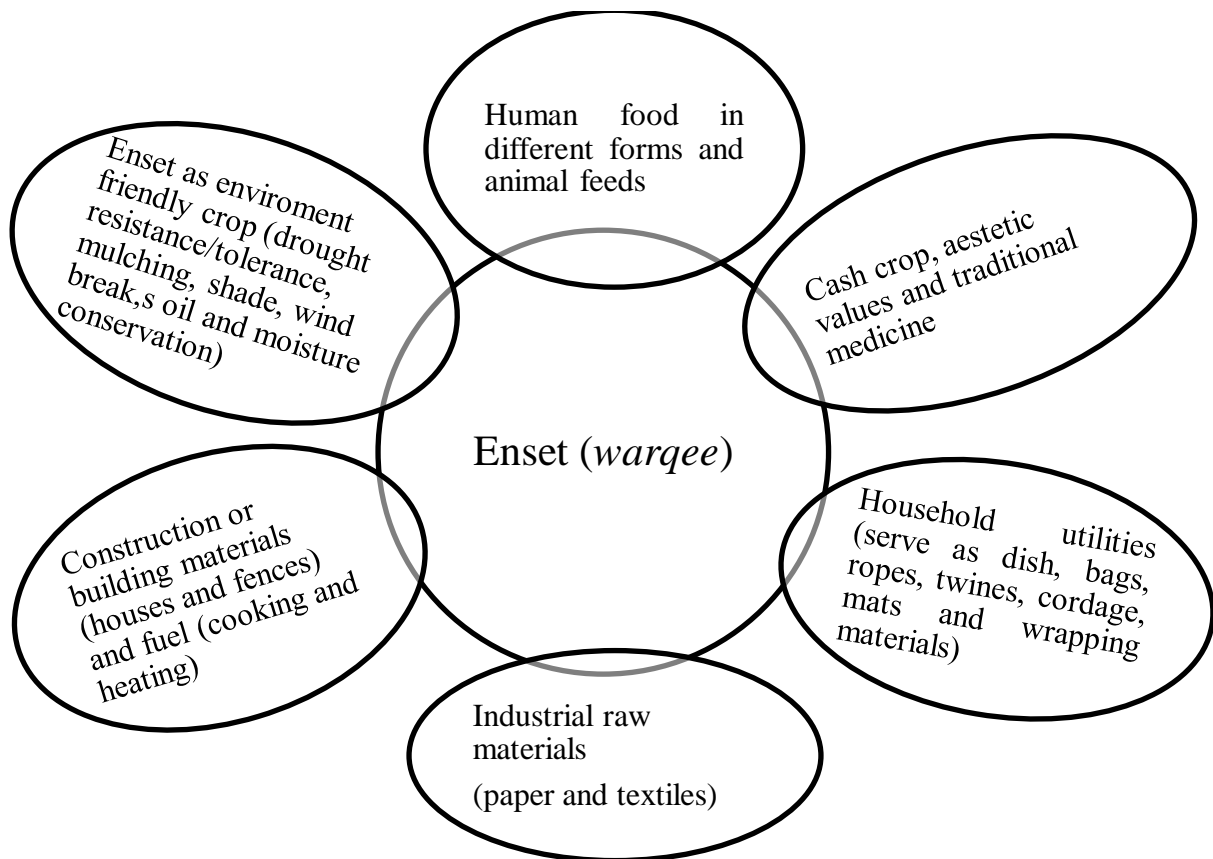 Human food in
different forms and
animal feeds
Enset as enviroment
friendly crop (drought
resistance/tolerance,
mulching, shade, wind
break,s oil and moisture
conservation)
Cash crop, aestetic
values and traditional
medicine
Enset (warqee)
Construction or
building materials
(houses and fences)
and fuel (cooking and
heating)
Household utilities
(serve as dish, bags,
ropes, twines, cordage,
mats and wrapping
materials)
Industrial raw
materials
(paper and textiles)